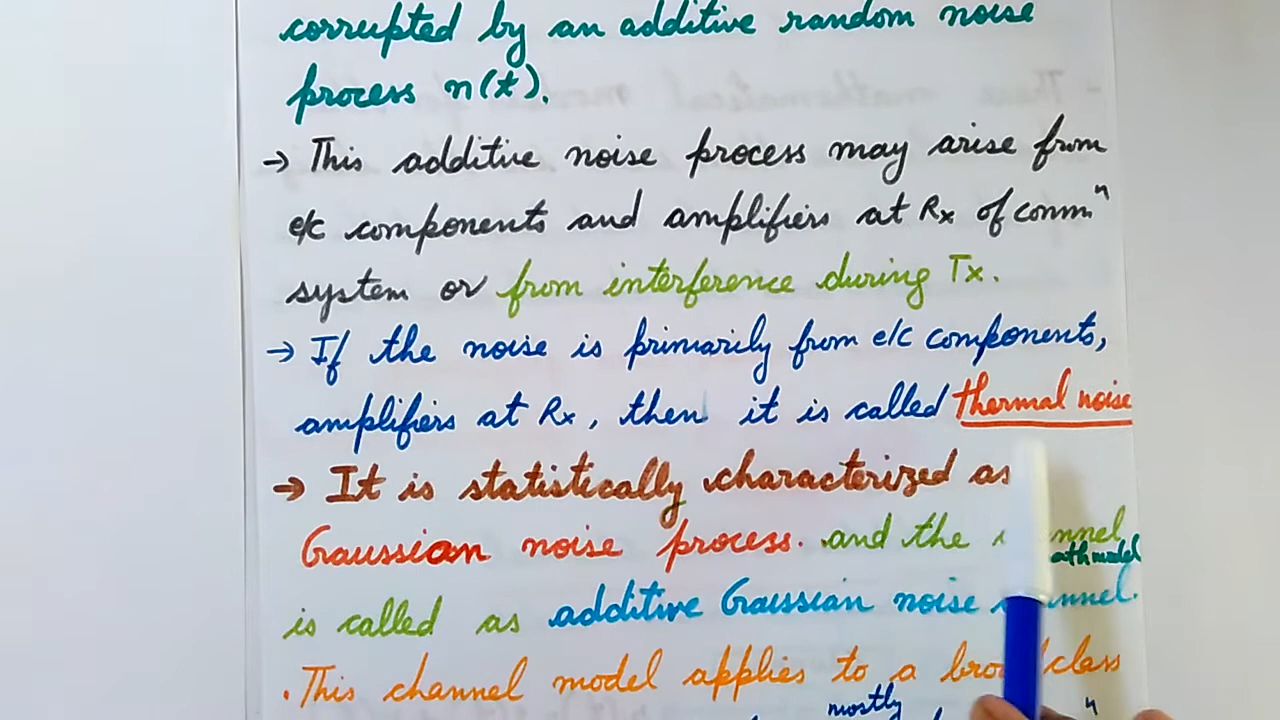 corrupted by an additive random noise
process n(t).
→ This additive noise process may arise from
e/c components and amplifiers at Rx of commⁿ
system or from interference during Tx.
→ If the noise is primarily from e/c components,
amplifiers at Rx, then it is called thermal noise
→ It is statistically characterized as
Gaussian noise process. and the
is called as additive Gaussian noise
. This channel model applies to a class
mostly